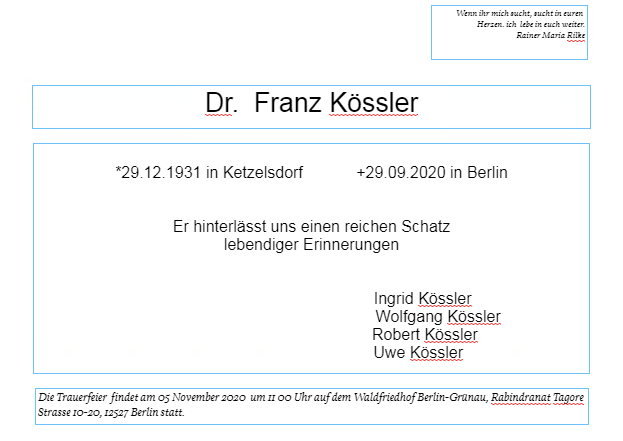 Wenn ihr mich sucht, sucht in euren
Herzen. ich lebe in euch weiter.
Rainer Maria Rilke
Dr. Franz Kössler
*29.12.1931 in Ketzelsdorf +29.09.2020 in Berlin
Er hinterlässt uns einen reichen Schatz
lebendiger Erinnerungen
Ingrid Kössler
Wolfgang Kössler
Robert Kössler
Uwe Kössler
Die Trauerfeier findet am 05 November 2020 um 11 00 Uhr auf dem Waldfriedhof Berlin-Grünau, Rabindranat Tagore
Strasse 10-20, 12527 Berlin statt.